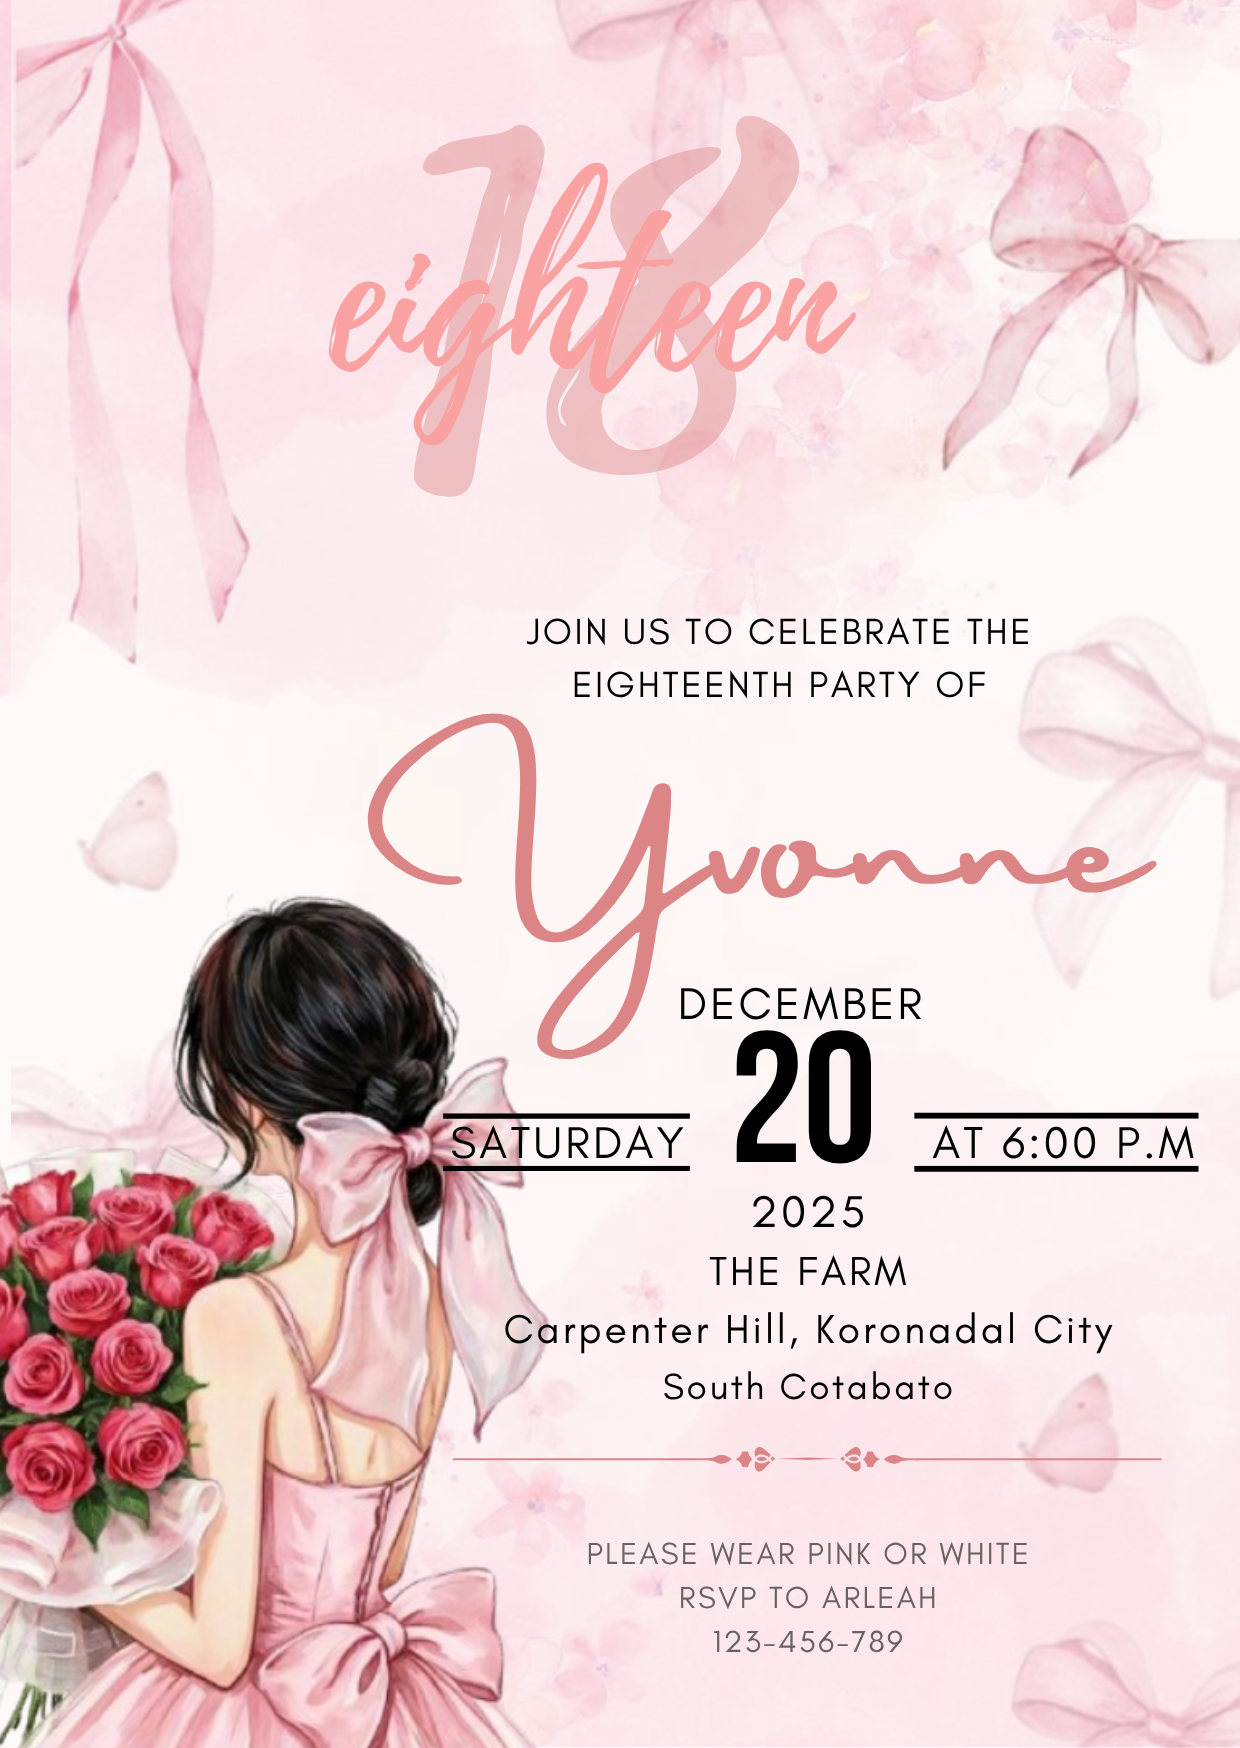 18
eighteen
JOIN US TO CELEBRATE THE
EIGHTEENTH PARTY OF
Yvonne
DECEMBER
SATURDAY 20 AT 6:00 P.M
2025
THE FARM
Carpenter Hill, Koronadal City
South Cotabato
PLEASE WEAR PINK OR WHITE
RSVP TO ARLEAH
123-456-789